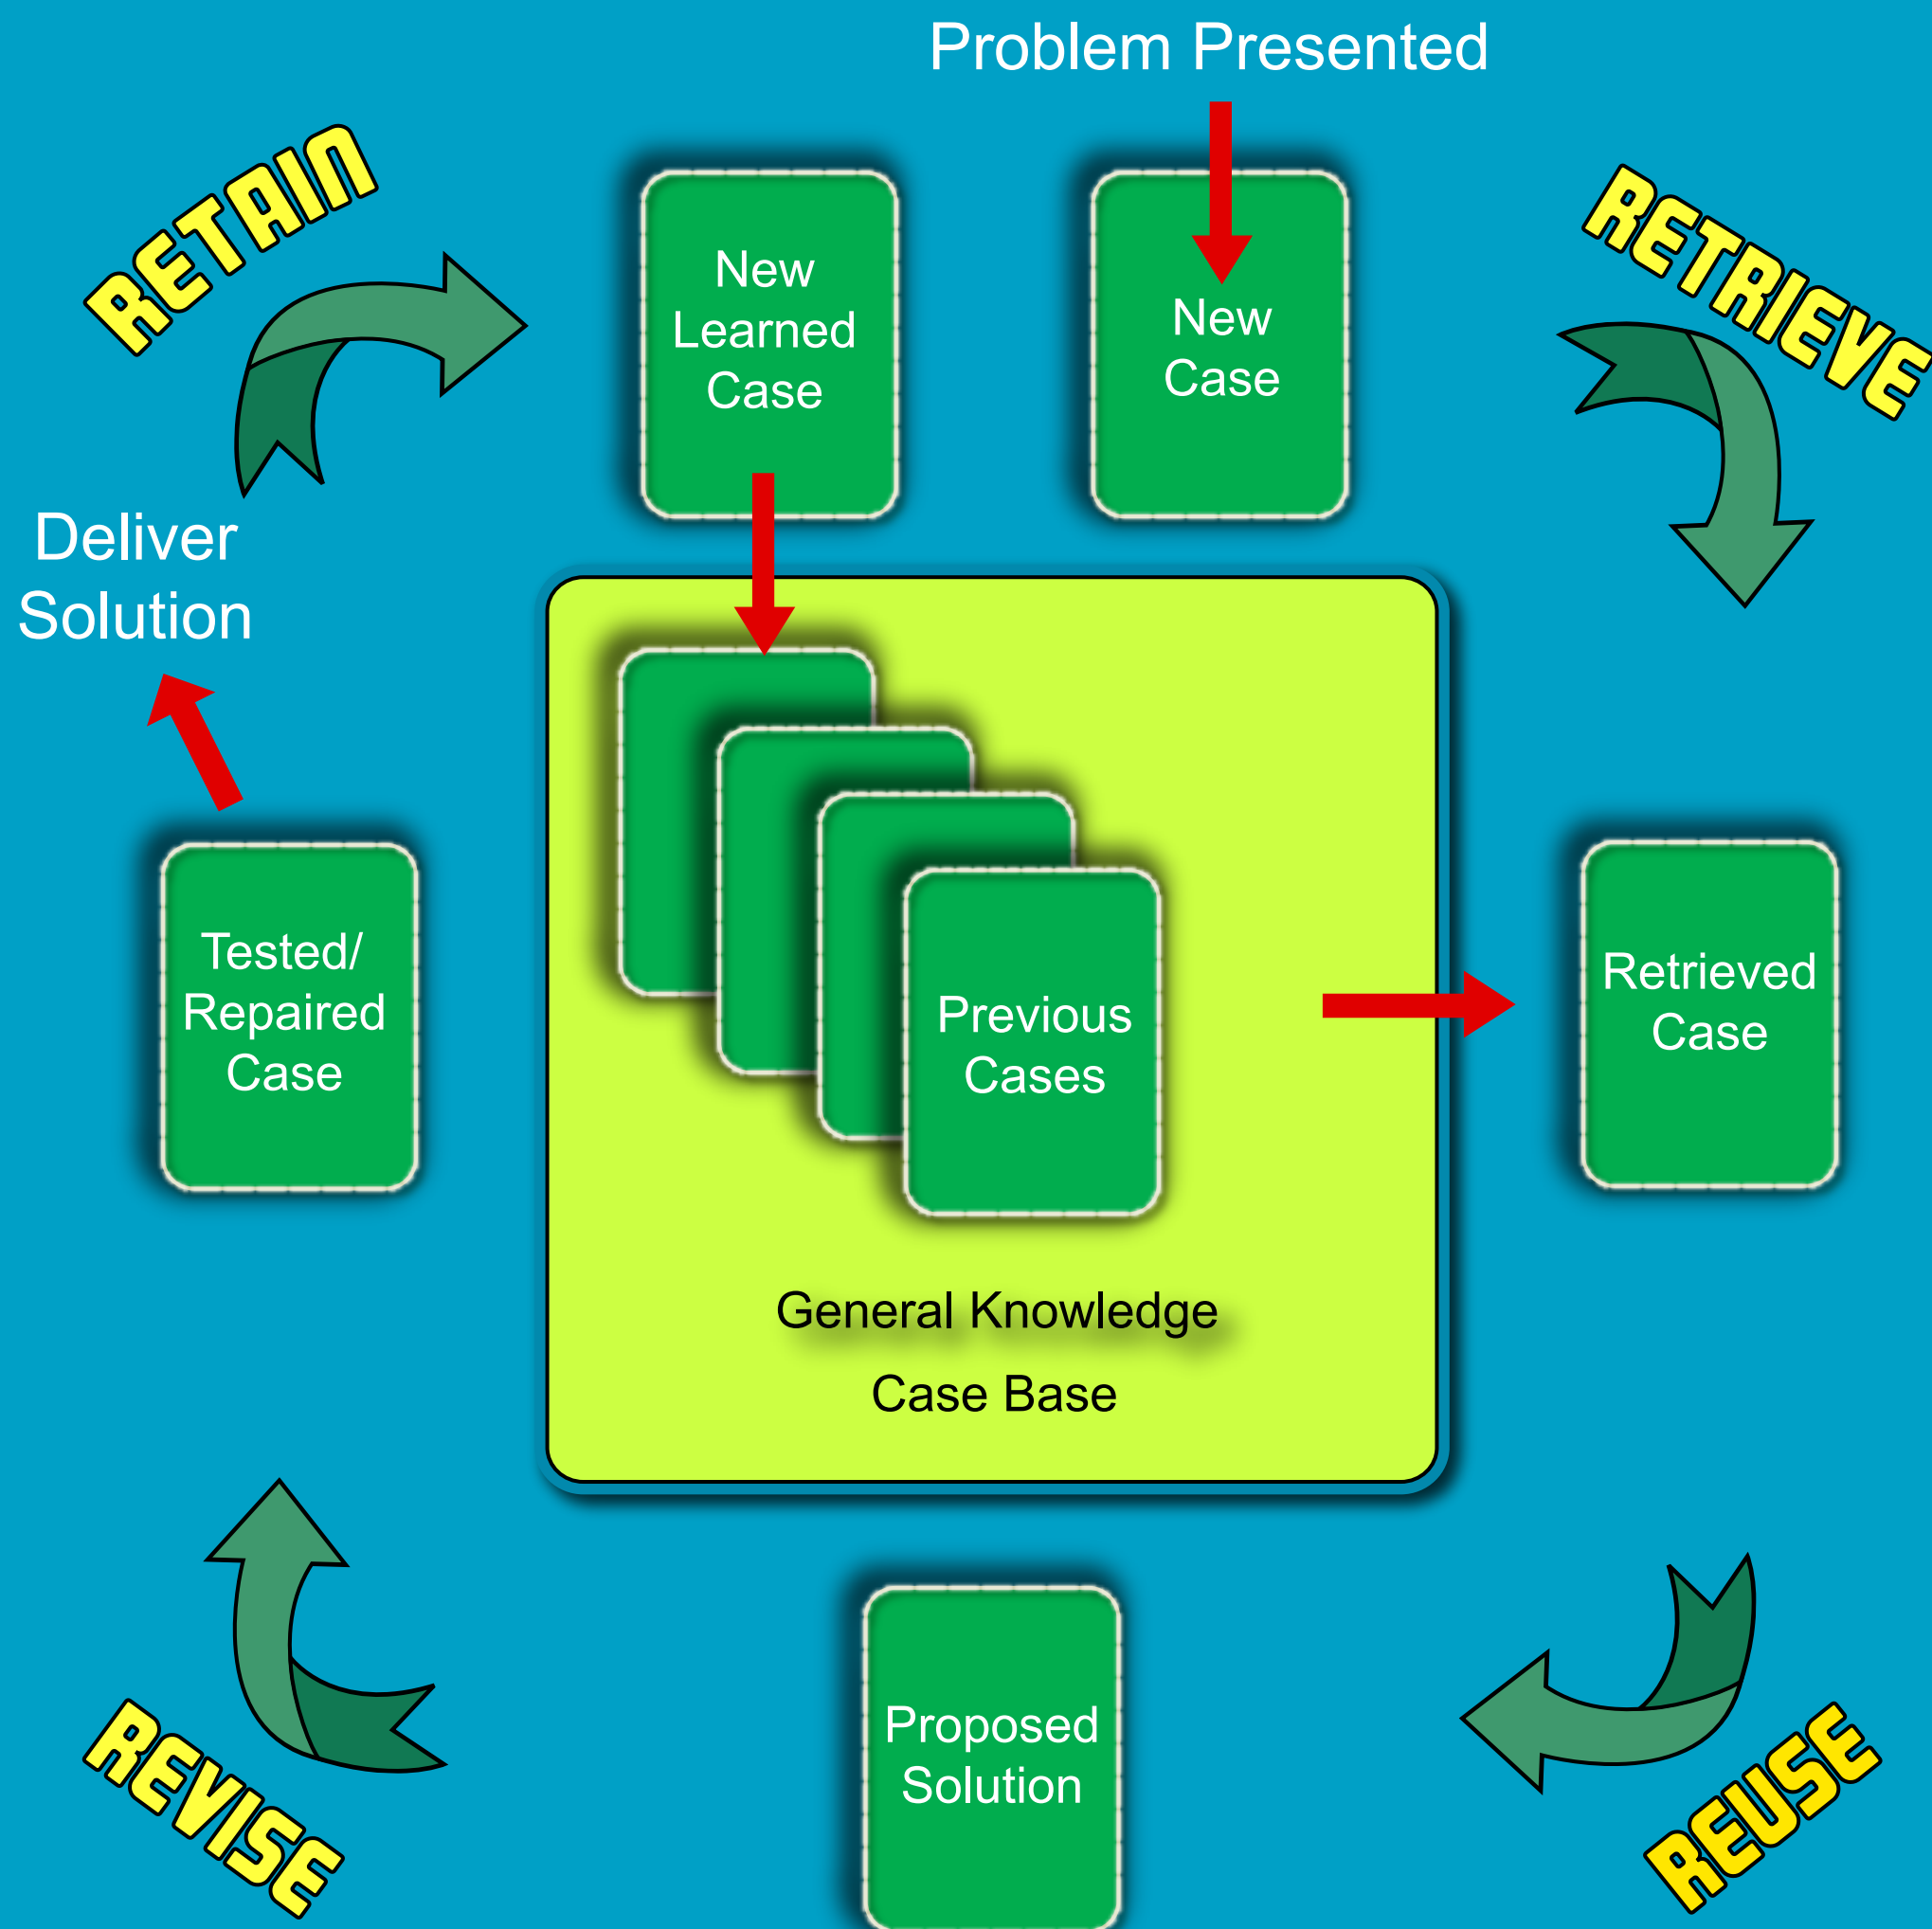 Problem Presented
RETAIN
RETRIEVE
New
Learned
Case
New
Case
Deliver
Solution
Tested/
Repaired
Case
Previous
Cases
Retrieved
Case
General Knowledge
Case Base
Proposed
Solution
REVISE
REUSE